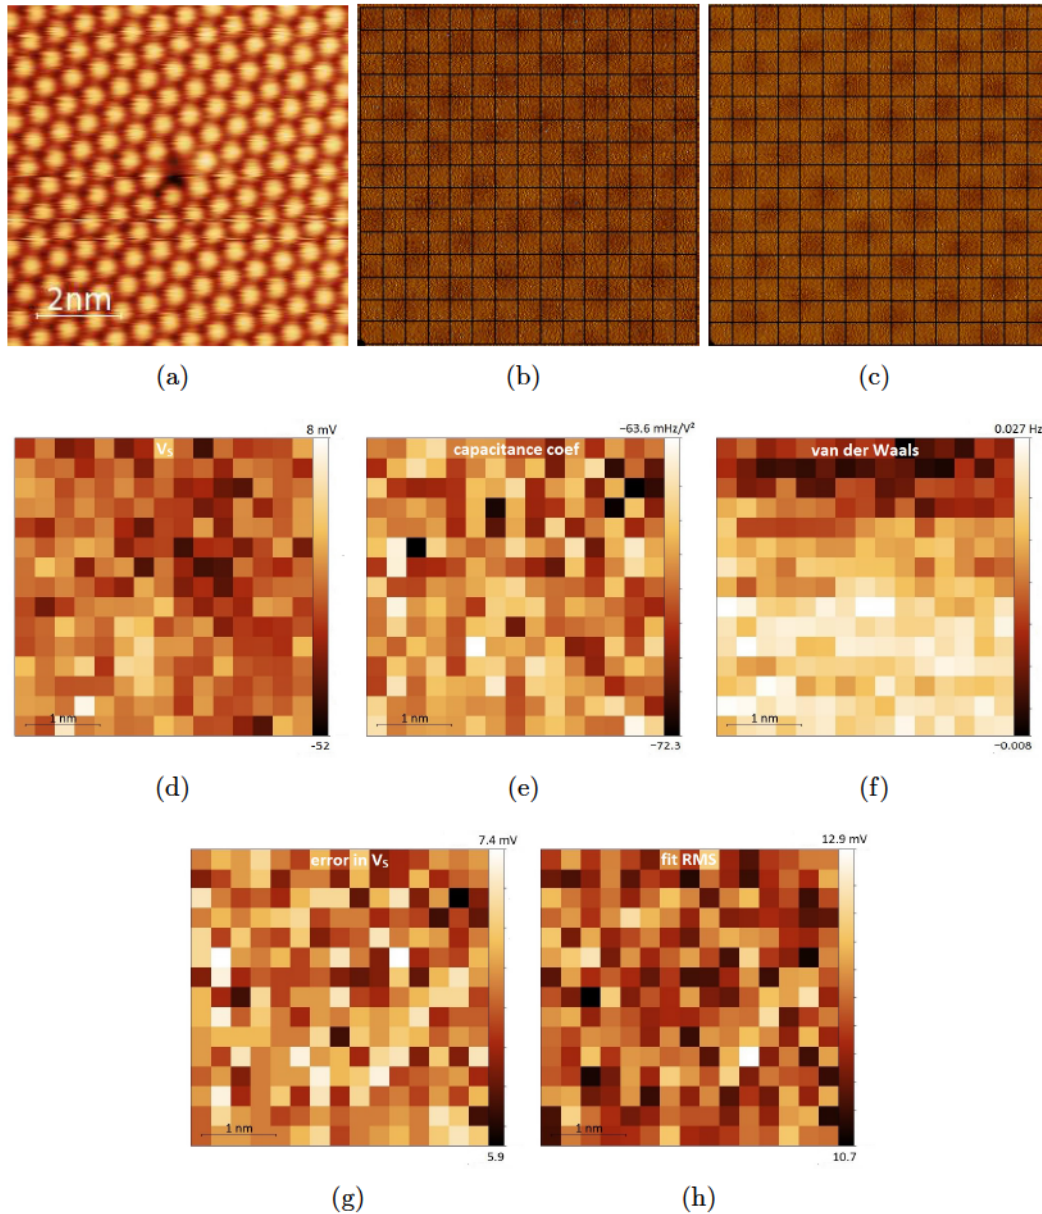 2nm
(a)
(b)
(c)
8 mV
Vs
-52
1 nm
(d)
−63.6 mHz/V²
capacitance coef
−72.3
1 nm
(e)
0.027 Hz
van der Waals
−0.008
1 nm
(f)
7.4 mV
error in Vs
5.9
1 nm
(g)
12.9 mV
fit RMS
10.7
1 nm
(h)